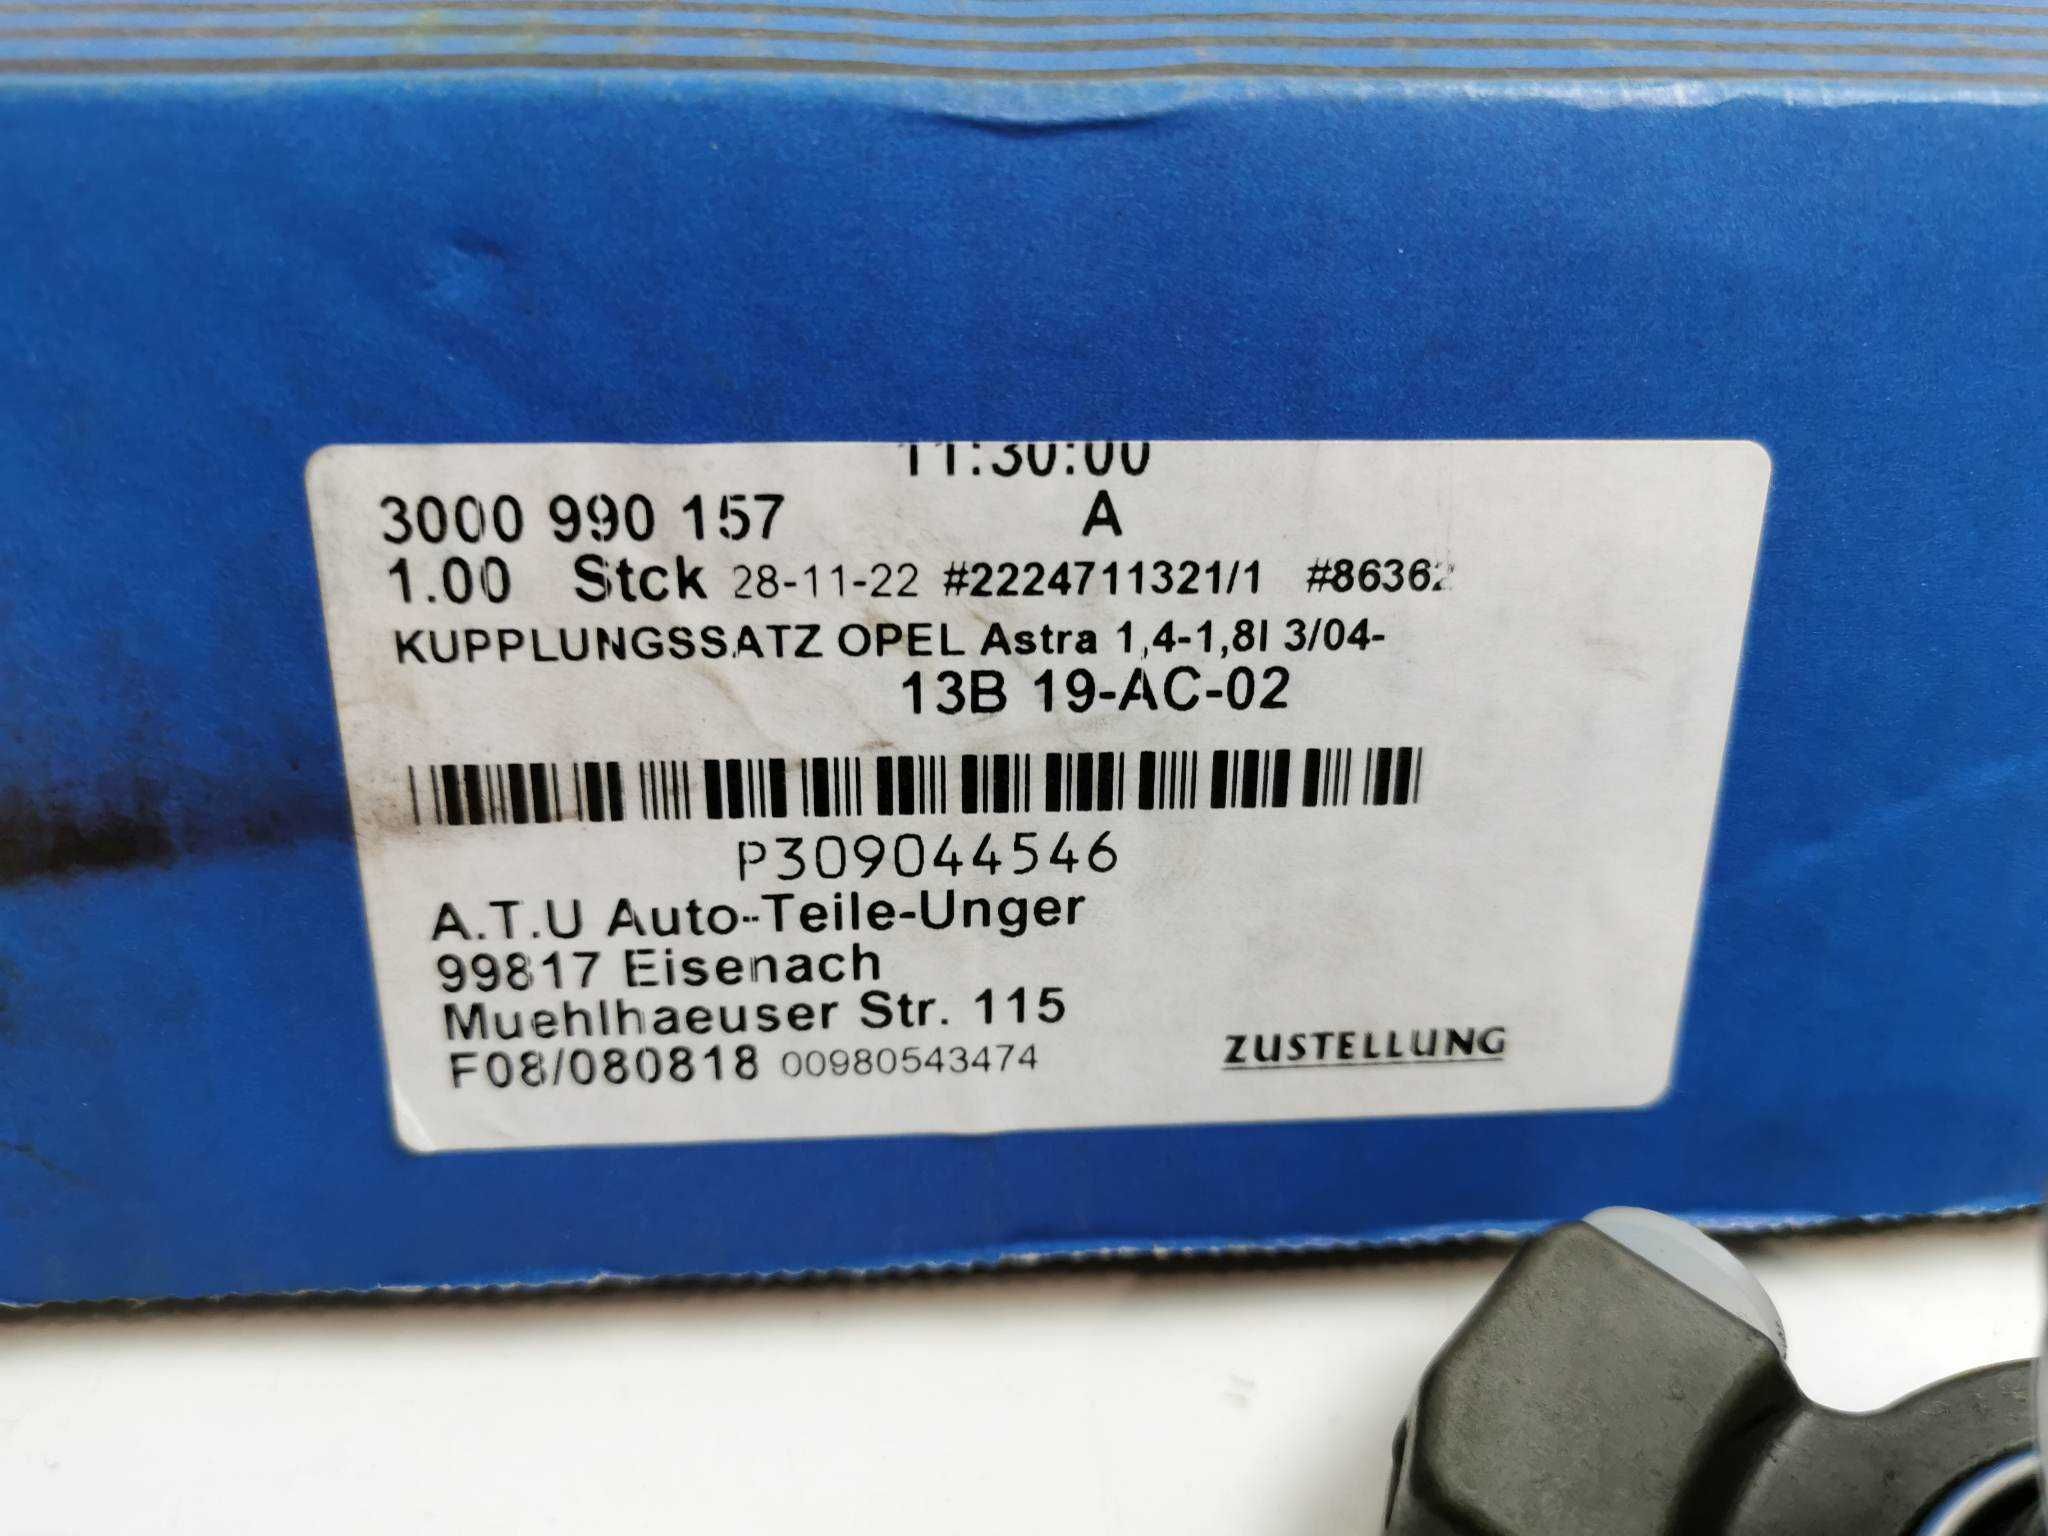 11:30:00
3000 990 157 A
1.00 Stck 28-11-22 #2224711321/1 #86362
KUPPLUNGSSATZ OPEL Astra 1,4-1,8l 3/04-
13B 19-AC-02
P309044546
A.T.U Auto-Teile-Unger
99817 Eisenach
Muehlhaeuser Str. 115
F08/080818 00980543474
ZUSTELLUNG